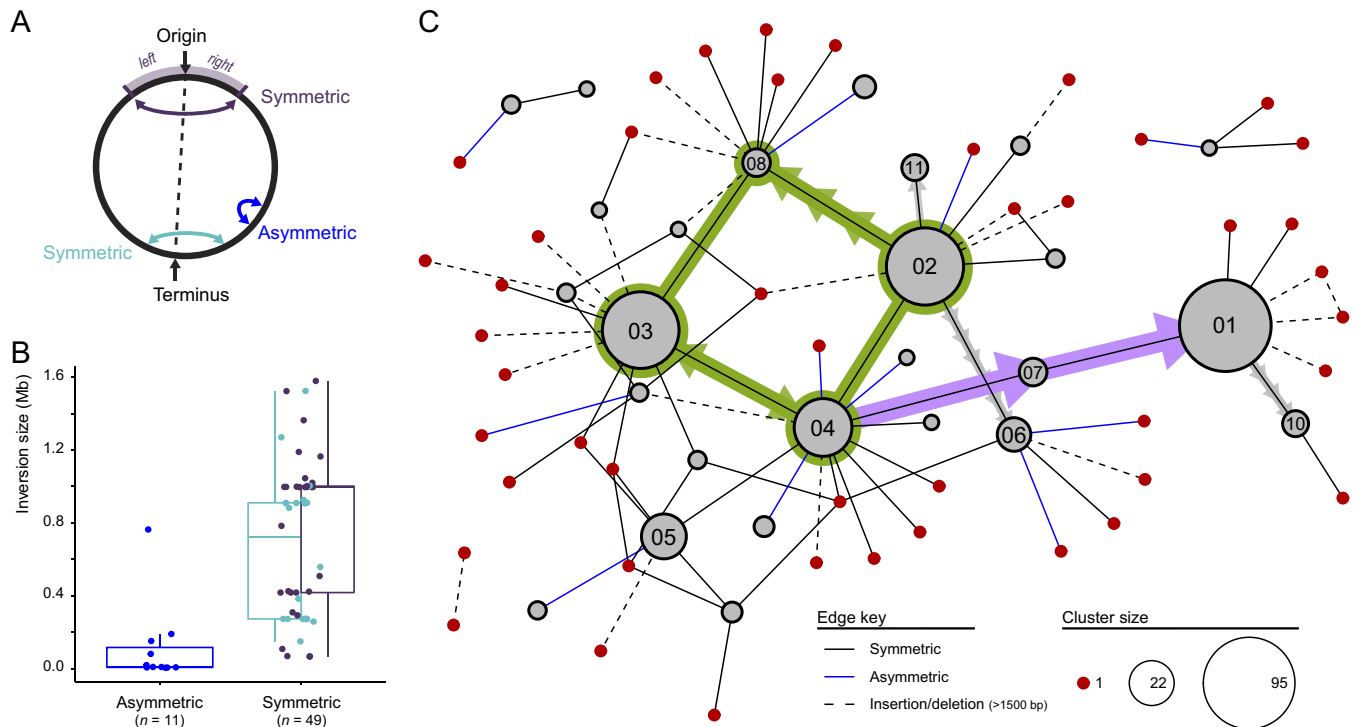 A
Origin
left
right
Symmetric
Asymmetric
Symmetric
Terminus
B
Inversion size (Mb)
1.6
1.2
0.8
0.4
0.0
Asymmetric
(n = 11)
Symmetric
(n = 49)
C
08
11
02
03
01
07
04
06
10
05
Edge key
Symmetric
Asymmetric
Insertion/deletion (>1500 bp)
Cluster size
1
22
95